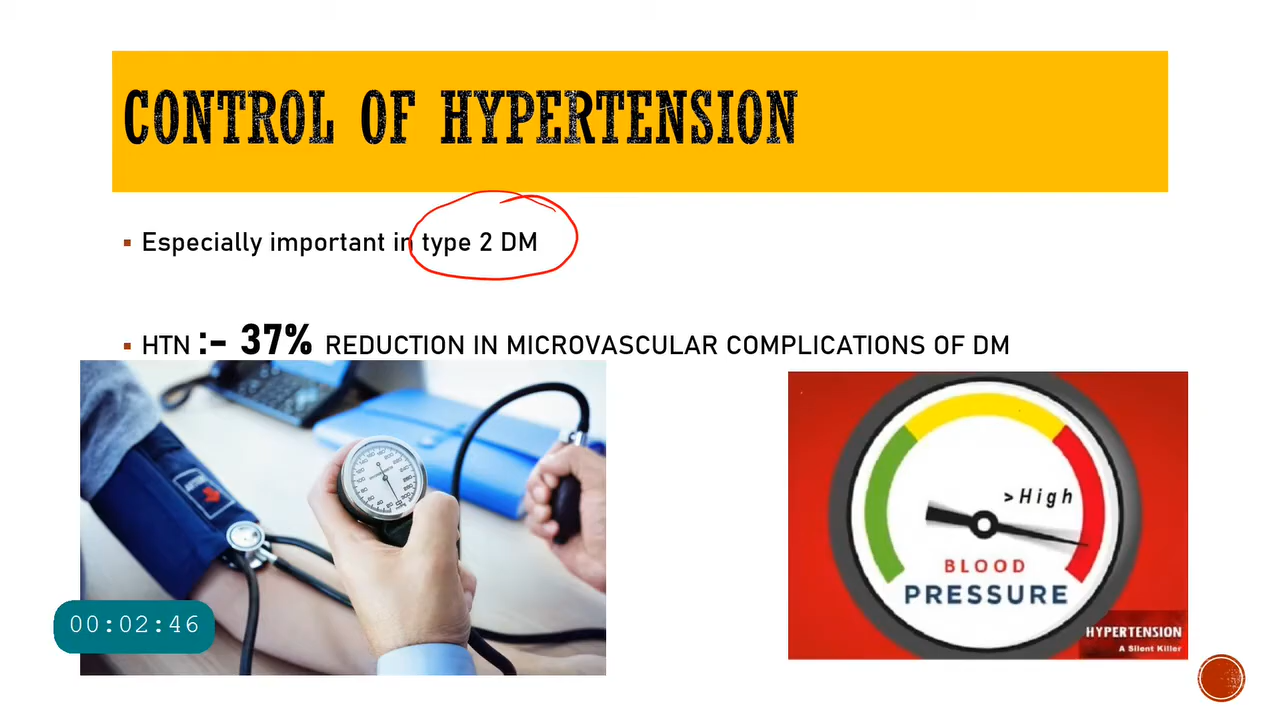 CONTROL OF HYPERTENSION
▪ Especially important in type 2 DM
▪ HTN :- 37% REDUCTION IN MICROVASCULAR COMPLICATIONS OF DM
>High
BLOOD
PRESSURE
00:02:46
HYPERTENSION
A Silent Killer